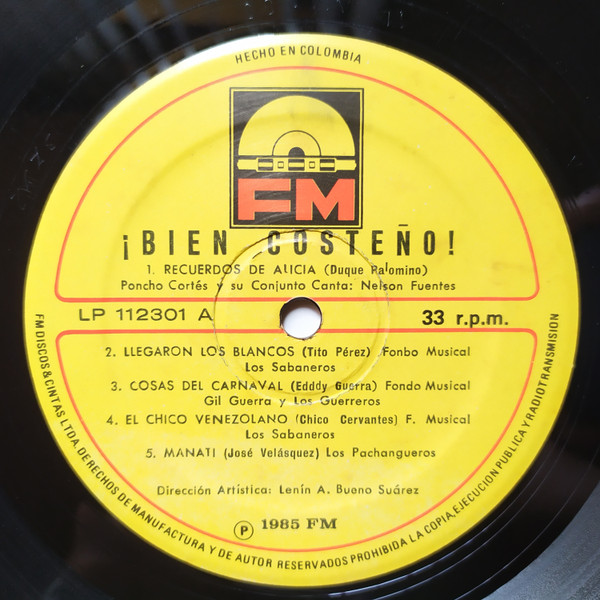 HECHO EN COLOMBIA
FM
¡BIEN COSTEÑO!
1. RECUERDOS DE ALICIA (Duque Palomino)
Poncho Cortés y su Conjunto Canta: Nelson Fuentes
LP 112301 A
33 r.p.m.
2. LLEGARON LOS BLANCOS (Tito Pérez) Fonbo Musical
Los Sabaneros
3. COSAS DEL CARNAVAL (Edddy Guerra) Fondo Musical
Gil Guerra y Los Guerreros
4. EL CHICO VENEZOLANO (Chico Cervantes) F. Musical
Los Sabaneros
5. MANATI (José Velásquez) Los Pachangueros
Dirección Artística: Lenín A. Bueno Suárez
Ⓟ 1985 FM
FM DISCOS & CINTAS LTDA. DERECHOS DE MANUFACTURA Y DE AUTOR RESERVADOS PROHIBIDA LA COPIA, EJECUCION PUBLICA Y RADIOTRANSMISION